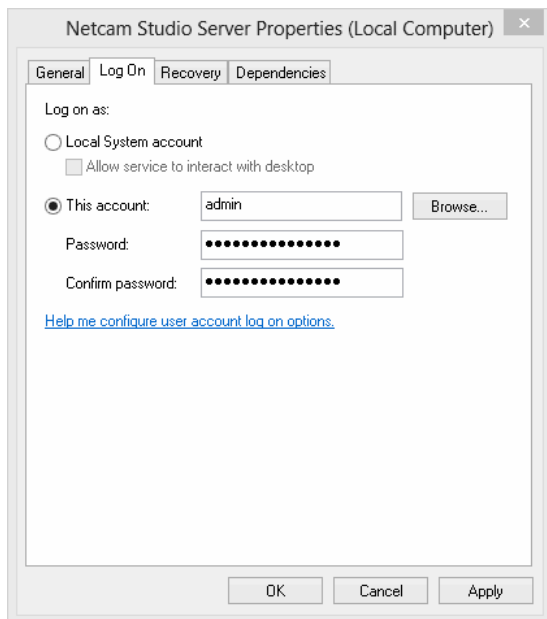 Netcam Studio Server Properties (Local Computer)
General Log On Recovery Dependencies
Log on as:
Local System account
Allow service to interact with desktop
This account: admin Browse...
Password: ●●●●●●●●●●●●●●●
Confirm password: ●●●●●●●●●●●●●●●
Help me configure user account log on options.
OK Cancel Apply